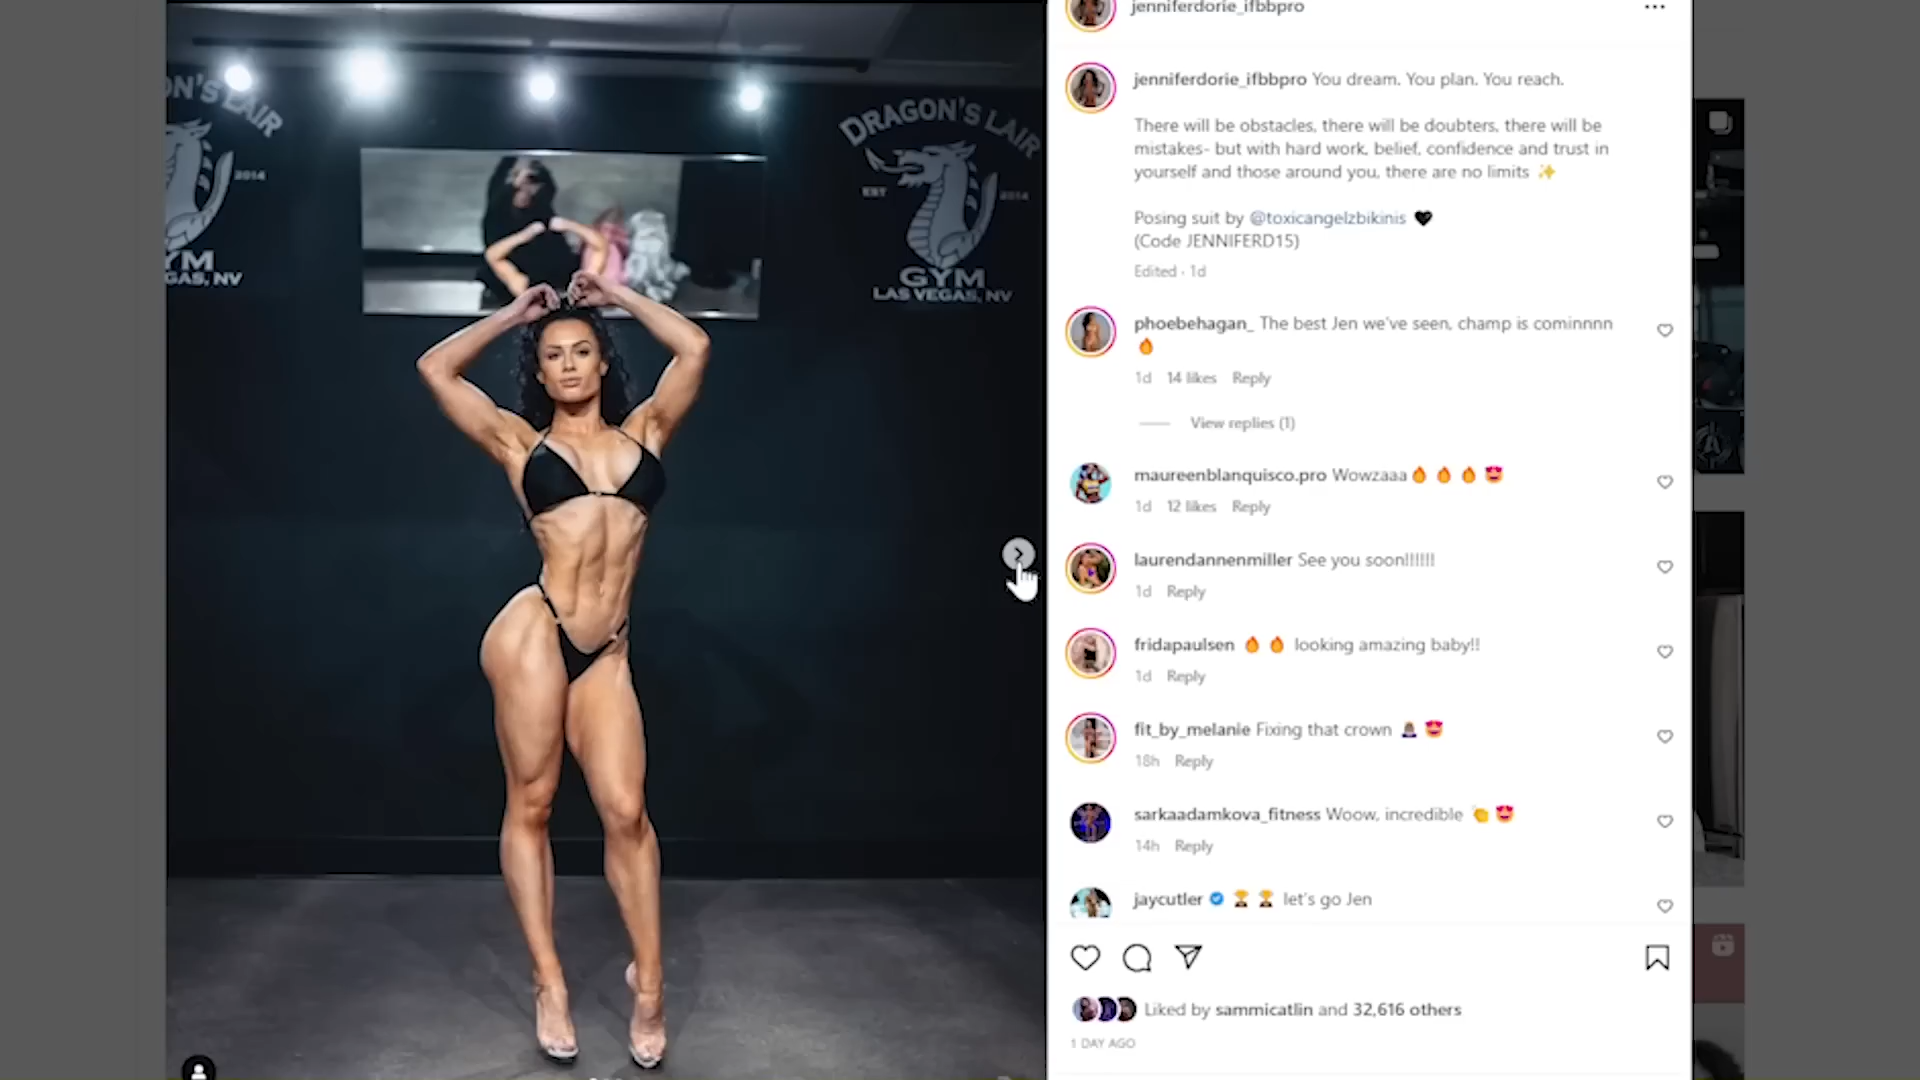 ON'S LAIR
2014
YM
GAS, NV
DRAGON'S LAIR
EST
2014
GYM
LAS VEGAS, NV
jenniferdorie_ifbbpro
jenniferdorie_ifbbpro You dream. You plan. You reach.
There will be obstacles, there will be doubters, there will be
mistakes- but with hard work, belief, confidence and trust in
yourself and those around you, there are no limits ✨
Posing suit by @toxicangelzbikinis 🖤
(Code JENNIFERD15)
Edited · 1d
phoebehagan_ The best Jen we've seen, champ is cominnnn
🔥
1d 14 likes Reply
View replies (1)
maureenblanquisco.pro Wowzaaa🔥🔥🔥😍
1d 12 likes Reply
laurendannenmiller See you soon!!!!!!
1d Reply
fridapaulsen 🔥🔥 looking amazing baby!!
1d Reply
fit_by_melanie Fixing that crown 👸🏽😍
18h Reply
sarkaadamkova_fitness Woow, incredible 👏😍
14h Reply
jaycutler 🏆🏆 let's go Jen
Liked by sammicatlin and 32,616 others
1 DAY AGO